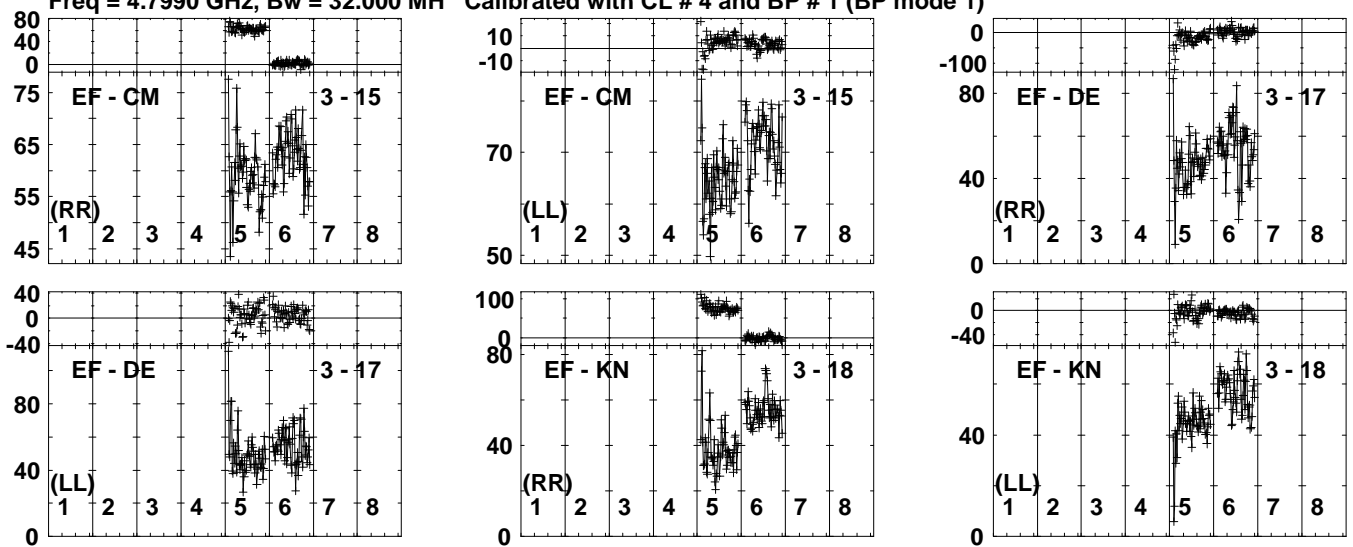 Freq = 4.7990 GHz, Bw = 32.000 MH Calibrated with CL # 4 and BP # 1 (BP mode 1)
80
40
0
75
65
55
45
EF - CM 3 - 15
(RR)
1 2 3 4 5 6 7 8
10
-10
70
50
EF - CM 3 - 15
(LL)
1 2 3 4 5 6 7 8
0
-100
80
40
0
EF - DE 3 - 17
(RR)
1 2 3 4 5 6 7 8
40
0
-40
80
40
0
EF - DE 3 - 17
(LL)
1 2 3 4 5 6 7 8
100
0
80
40
0
EF - KN 3 - 18
(RR)
1 2 3 4 5 6 7 8
0
-40
40
0
EF - KN 3 - 18
(LL)
1 2 3 4 5 6 7 8